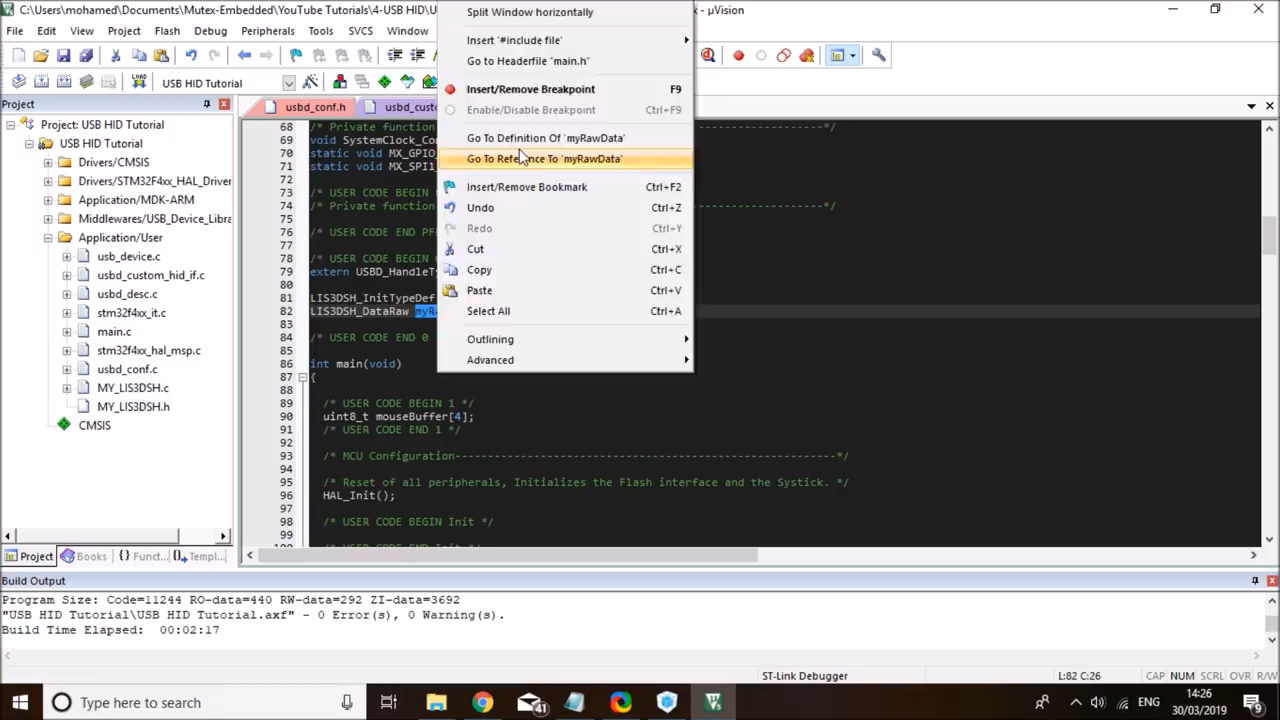 C:\Users\mohamed\Documents\Mutex-Embedded\YouTube Tutorials\4-USB HID\U
k - µVision
File Edit View Project Flash Debug Peripherals Tools SVCS Window
USB HID Tutorial
Project
Project: USB HID Tutorial
USB HID Tutorial
Drivers/CMSIS
Drivers/STM32F4xx_HAL_Driver
Application/MDK-ARM
Middlewares/USB_Device_Libra
Application/User
usb_device.c
usbd_custom_hid_if.c
usbd_desc.c
stm32f4xx_it.c
main.c
stm32f4xx_hal_msp.c
usbd_conf.c
MY_LIS3DSH.c
MY_LIS3DSH.h
CMSIS
Project Books {} Funct... Templ...
usbd_conf.h usbd_custo
68 /* Private function ---*/
69 void SystemClock_Co
70 static void MX_GPIO
71 static void MX_SPI1
72
73 /* USER CODE BEGIN
74 /* Private function ---*/
75
76 /* USER CODE END PF
77
78 /* USER CODE BEGIN
79 extern USBD_HandleTy
80
81 LIS3DSH_InitTypeDef
82 LIS3DSH_DataRaw myRa
83
84 /* USER CODE END 0
85
86 int main(void)
87 {
88
89 /* USER CODE BEGIN 1 */
90 uint8_t mouseBuffer[4];
91 /* USER CODE END 1 */
92
93 /* MCU Configuration----------------------------------------------------------*/
94
95 /* Reset of all peripherals, Initializes the Flash interface and the Systick. */
96 HAL_Init();
97
98 /* USER CODE BEGIN Init */
99
100 /* USER CODE END Init */
Split Window horizontally
Insert '#include file'
Go to Headerfile 'main.h'
Insert/Remove Breakpoint F9
Enable/Disable Breakpoint Ctrl+F9
Go To Definition Of 'myRawData'
Go To Reference To 'myRawData'
Insert/Remove Bookmark Ctrl+F2
Undo Ctrl+Z
Redo Ctrl+Y
Cut Ctrl+X
Copy Ctrl+C
Paste Ctrl+V
Select All Ctrl+A
Outlining
Advanced
Build Output
Program Size: Code=11244 RO-data=440 RW-data=292 ZI-data=3692
"USB HID Tutorial\USB HID Tutorial.axf" - 0 Error(s), 0 Warning(s).
Build Time Elapsed: 00:02:17
ST-Link Debugger L:82 C:26 CAP NUM SCRL OVR R/W
Type here to search
41
ENG
14:26
30/03/2019
9